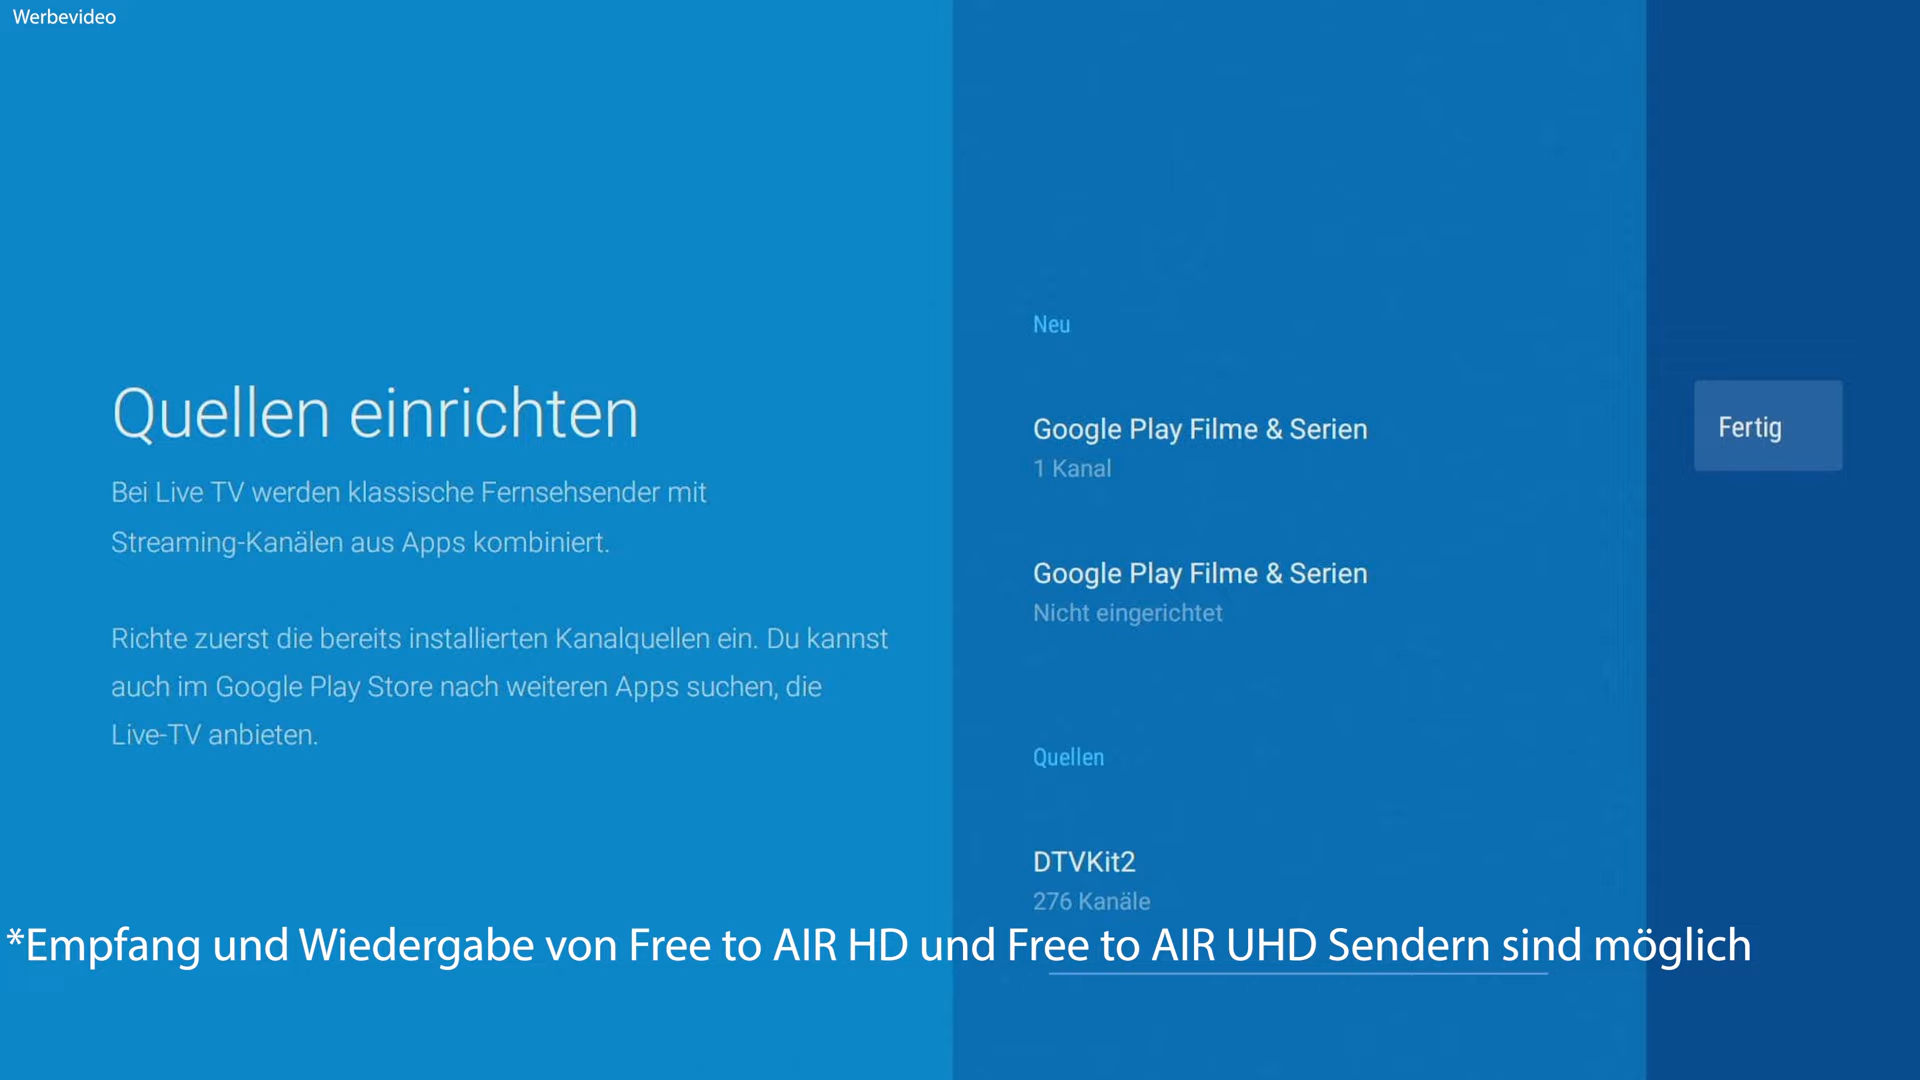 Werbevideo
Quellen einrichten
Bei Live TV werden klassische Fernsehsender mit
Streaming-Kanälen aus Apps kombiniert.
Richte zuerst die bereits installierten Kanalquellen ein. Du kannst
auch im Google Play Store nach weiteren Apps suchen, die
Live-TV anbieten.
Neu
Google Play Filme & Serien
1 Kanal
Google Play Filme & Serien
Nicht eingerichtet
Quellen
DTVKit2
276 Kanäle
Fertig
*Empfang und Wiedergabe von Free to AIR HD und Free to AIR UHD Sendern sind möglich